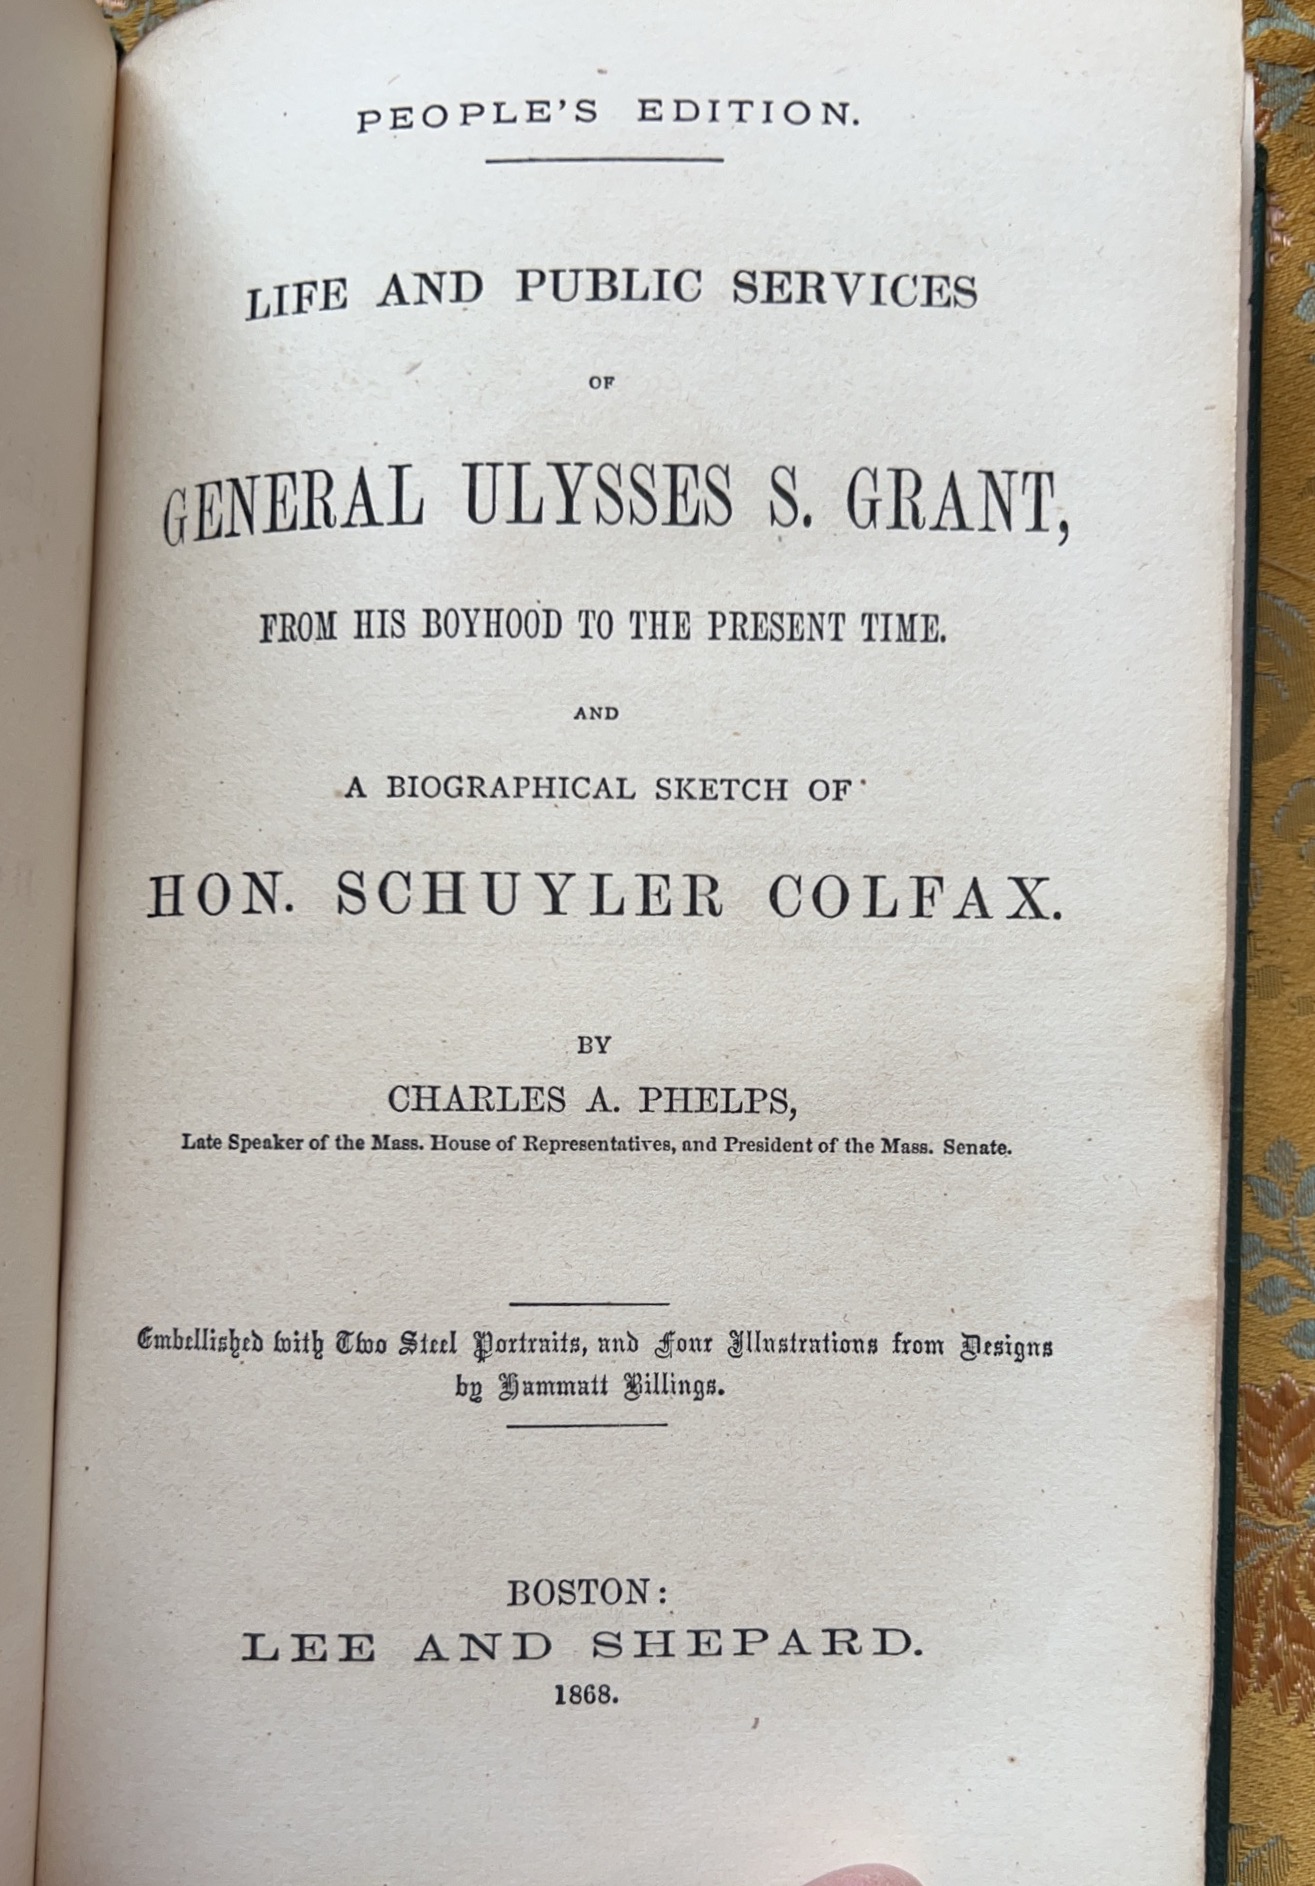 PEOPLE'S EDITION.
LIFE AND PUBLIC SERVICES
OF
GENERAL ULYSSES S. GRANT,
FROM HIS BOYHOOD TO THE PRESENT TIME.
AND
A BIOGRAPHICAL SKETCH OF
HON. SCHUYLER COLFAX.
BY
CHARLES A. PHELPS,
Late Speaker of the Mass. House of Representatives, and President of the Mass. Senate.
Embellished with Two Steel Portraits, and Four Illustrations from Designs
by Hammatt Billings.
BOSTON:
LEE AND SHEPARD.
1868.